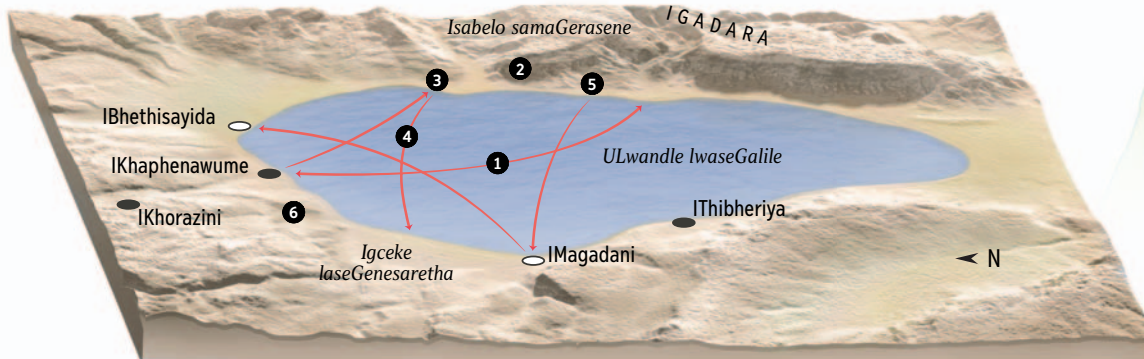 IGADARA
Isabelo samaGerasene
2
3
5
IBhethisayida
4
ULwandle lwaseGalile
1
IKhaphenawume
IKhorazini
6
IThibheriya
Igceke
laseGenesaretha
IMagadani
N